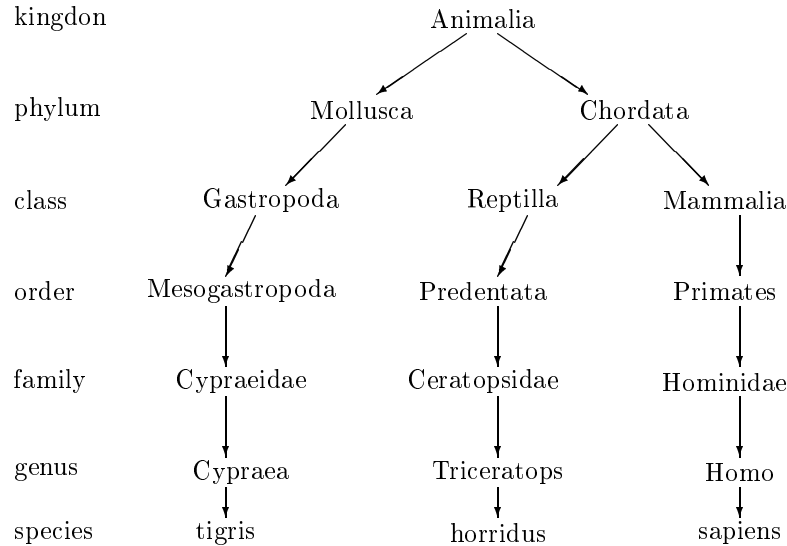 kingdon Animalia
phylum Mollusca Chordata
class Gastropoda Reptilla Mammalia
order Mesogastropoda Predentata Primates
family Cypraeidae Ceratopsidae Hominidae
genus Cypraea Triceratops Homo
species tigris horridus sapiens